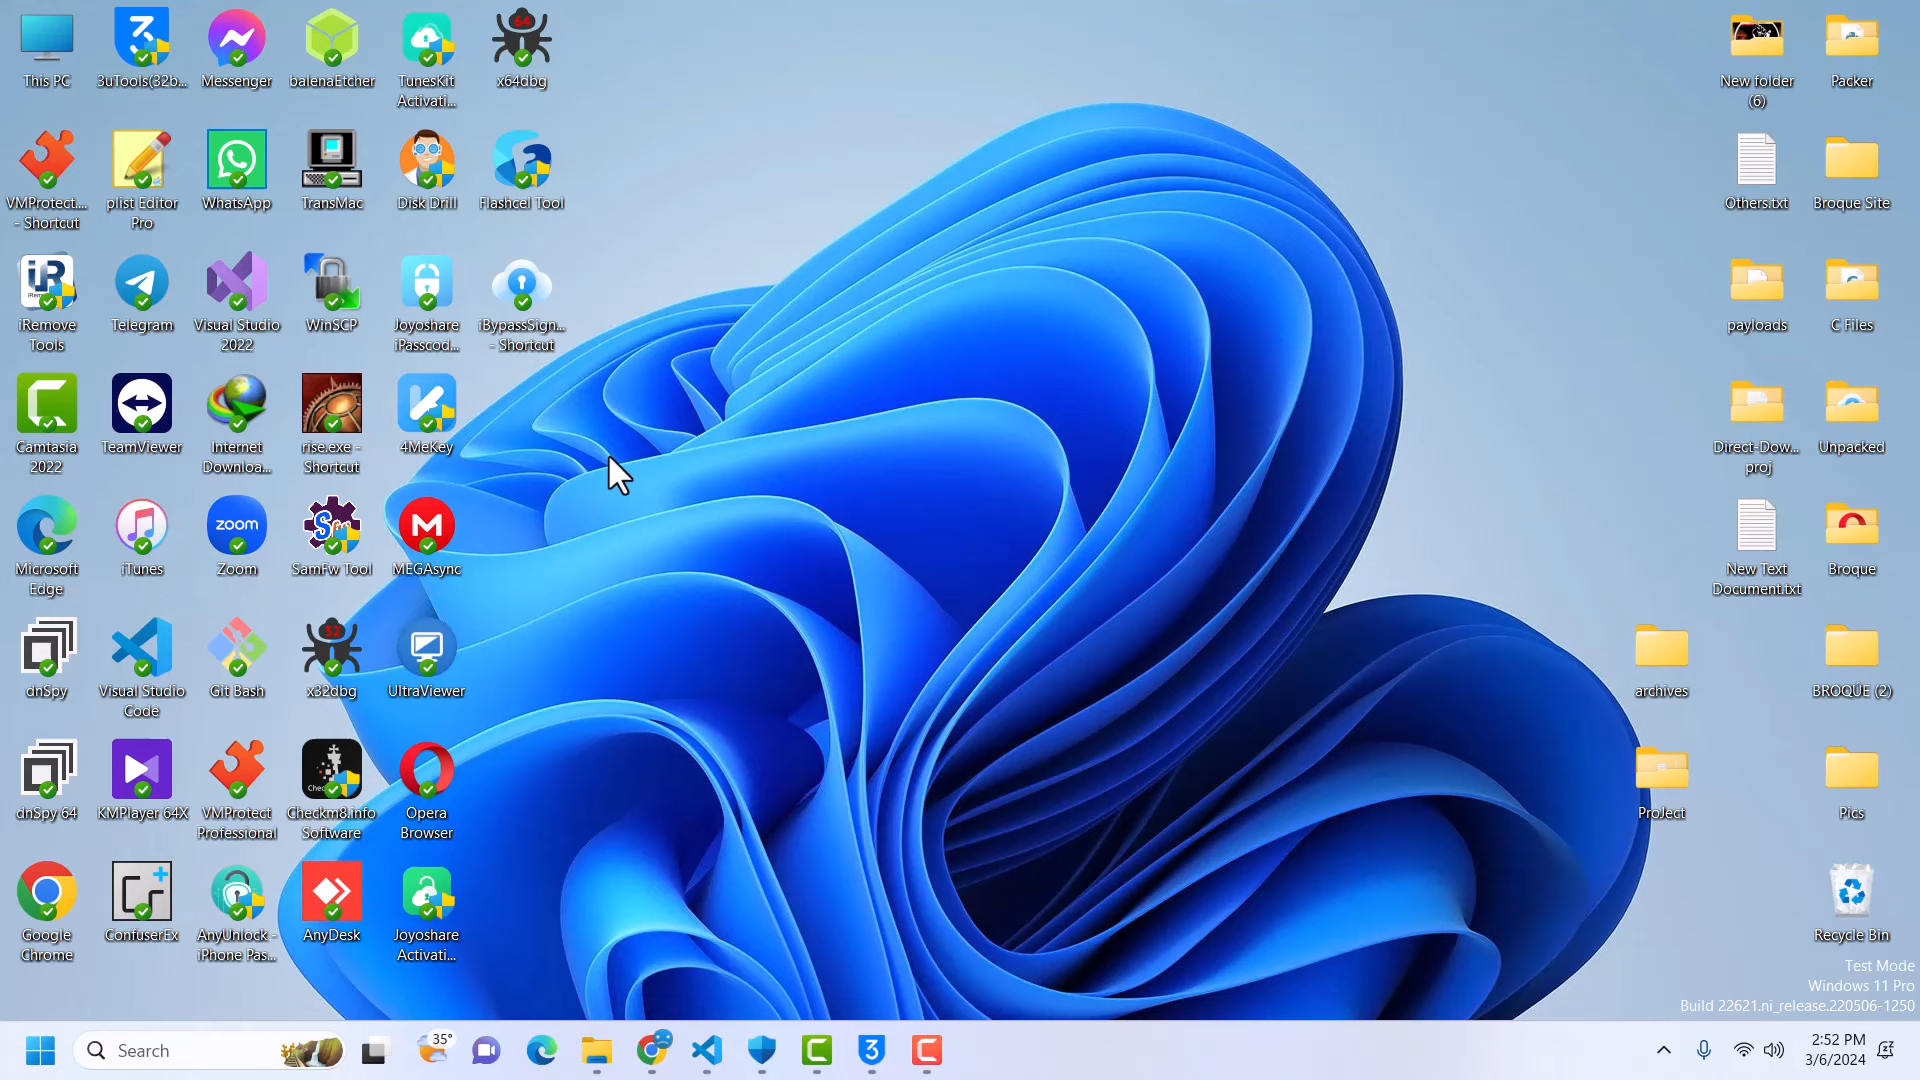 This PC
3uTools(32b...
Messenger
balenaEtcher
TunesKit
Activati...
64
x64dbg
VMProtect....
- Shortcut
plist Editor
Pro
WhatsApp
TransMac
Disk Drill
Flashcel Tool
iR
iRemove
Tools
Telegram
Visual Studio
2022
WinSCP
Joyoshare
iPasscod...
iBypassSign...
- Shortcut
Camtasia
2022
TeamViewer
Internet
Downloa...
rise.exe -
Shortcut
4MeKey
Microsoft
Edge
iTunes
zoom
Zoom
SamFw Tool
MEGAsync
dnSpy
Visual Studio
Code
Git Bash
32
x32dbg
UltraViewer
dnSpy 64
KMPlayer 64X
VMProtect
Professional
Checkm8.info
Software
Opera
Browser
Google
Chrome
ConfuserEx
AnyUnlock -
iPhone Pas...
AnyDesk
Joyoshare
Activati...
New folder
(6)
Packer
Others.txt
Broque Site
payloads
C Files
Direct-Dow...
proj
Unpacked
New Text
Document.txt
Broque
archives
BROQUE (2)
ProJect
Pics
Recycle Bin
Test Mode
Windows 11 Pro
Build 22621.ni_release.220506-1250
Search
35°
2:52 PM
3/6/2024